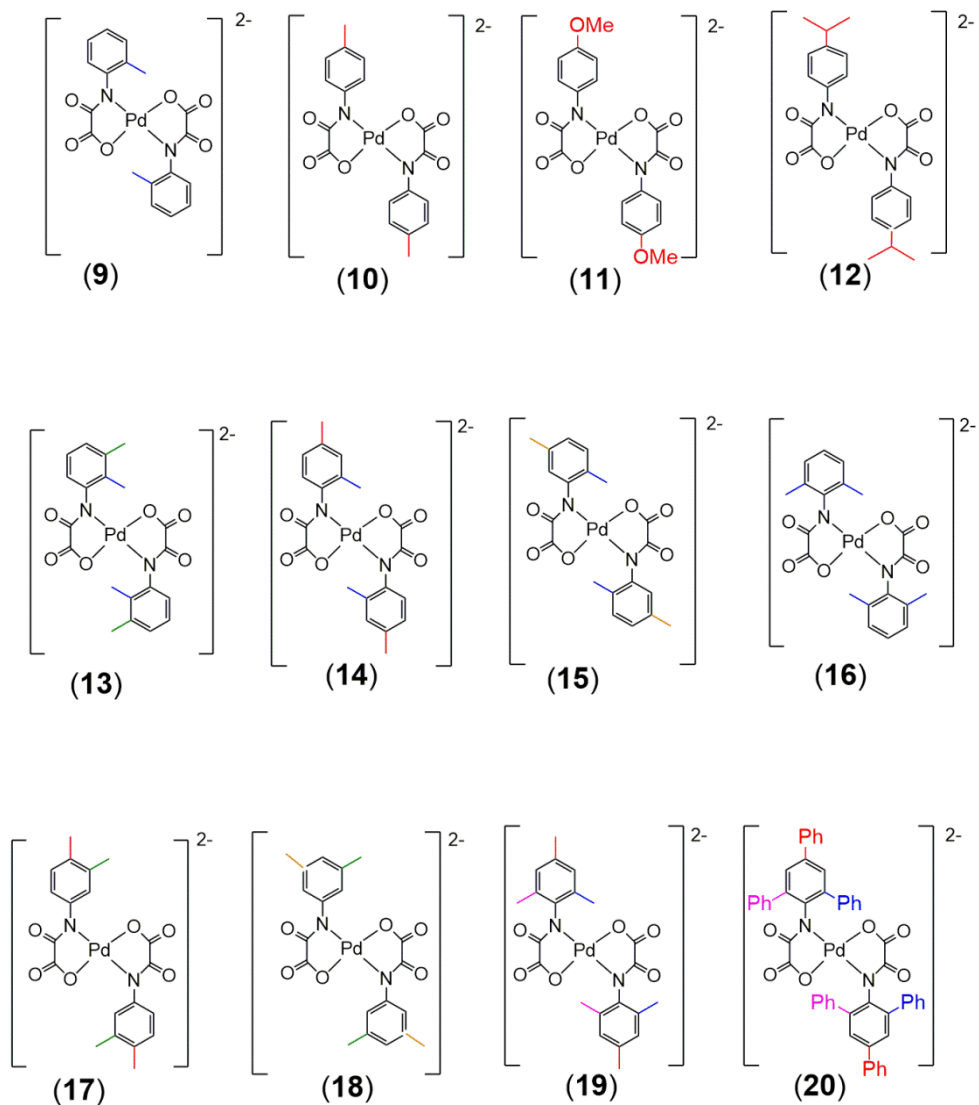 2-
O N O O
Pd
O O N O
(9)
2-
O N O O
Pd
O O N O
(10)
OMe
2-
O N O O
Pd
O O N O
OMe
(11)
2-
O N O O
Pd
O O N O
(12)
2-
O N O O
Pd
O O N O
(13)
2-
O N O O
Pd
O O N O
(14)
2-
O N O O
Pd
O O N O
(15)
2-
O N O O
Pd
O O N O
(16)
2-
O N O O
Pd
O O N O
(17)
2-
O N O O
Pd
O O N O
(18)
2-
O N O O
Pd
O O N O
(19)
Ph
2-
Ph Ph
O N O O
Pd
O O N O
Ph Ph
Ph
(20)